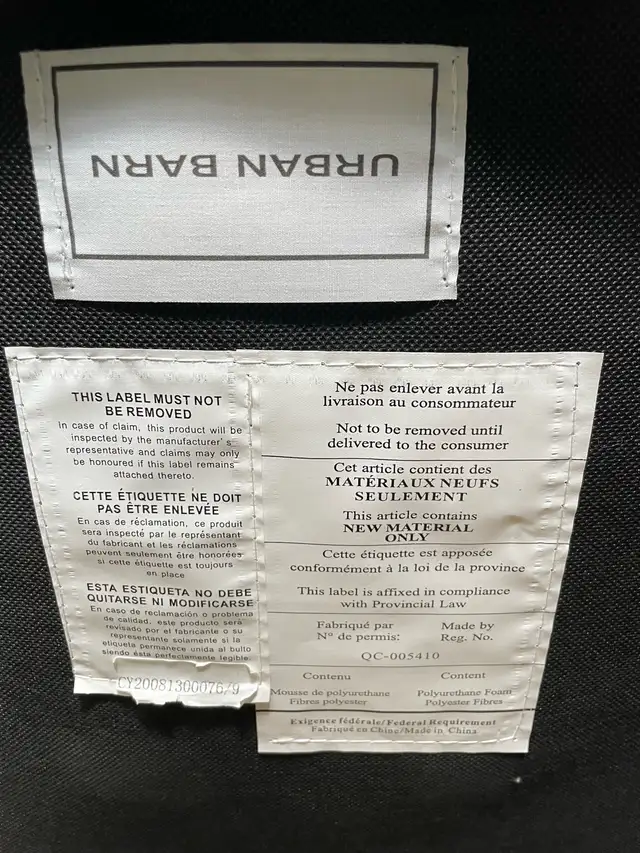 URBAN BARN
THIS LABEL MUST NOT
BE REMOVED
In case of claim, this product will be
inspected by the manufacturer's
representative and claims may only
be honoured if this label remains
attached thereto.
CETTE ÉTIQUETTE NE DOIT
PAS ÊTRE ENLEVÉE
En cas de réclamation, ce produit
sera inspecté par le représentant
du fabricant et les réclamations
peuvent seulement être honorées
si cette étiquette est toujours
en place
ESTA ESTIQUETA NO DEBE
QUITARSE NI MODIFICARSE
En caso de reclamación o problema
de calidad, este producto será
revisado por el fabricante o su
representante solamente si la
etiqueta permanece unida al bulto
siendo ésta perfectamente legible
CY20081300076/9
Ne pas enlever avant la
livraison au consommateur
Not to be removed until
delivered to the consumer
Cet article contient des
MATÉRIAUX NEUFS
SEULEMENT
This article contains
NEW MATERIAL
ONLY
Cette étiquette est apposée
conformément à la loi de la province
This label is affixed in compliance
with Provincial Law
Fabriqué par Made by
N° de permis: Reg. No.
QC-005410
Contenu Content
Mousse de polyurethane Polyurethane Foam
Fibres polyester Polyester Fibres
Exigence fédérale/Federal Requirement
Fabriqué en Chine/Made in China